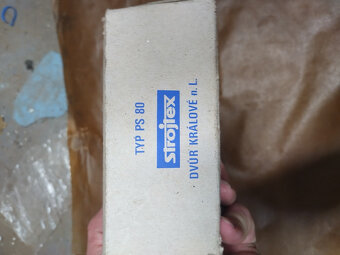 TYP PS 80
strojtex
DVŮR KRÁLOVÉ n. L.